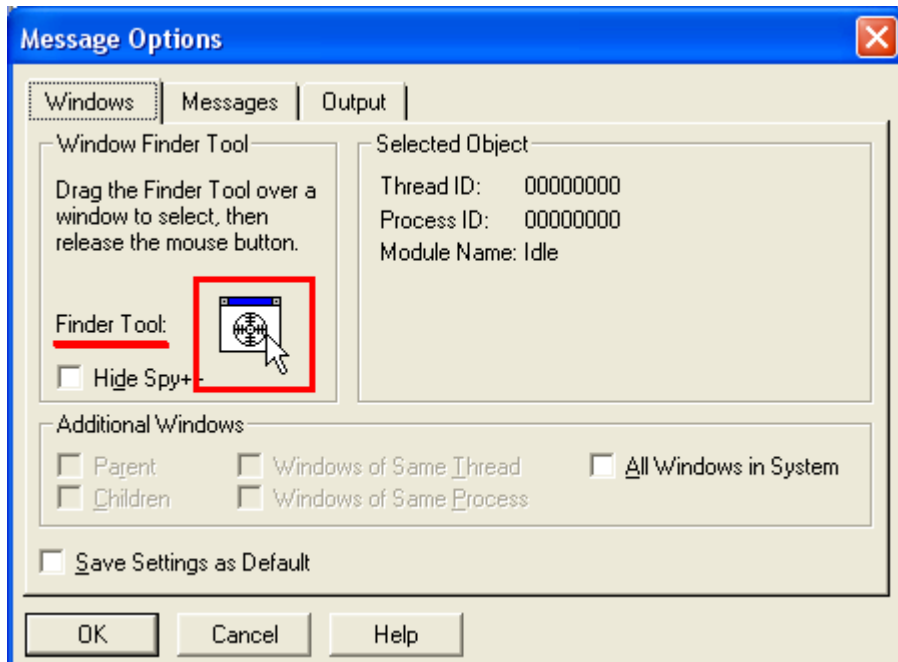 Message Options
Windows Messages Output
Window Finder Tool
Drag the Finder Tool over a
window to select, then
release the mouse button.
Finder Tool:
Hide Spy++
Selected Object
Thread ID: 00000000
Process ID: 00000000
Module Name: Idle
Additional Windows
Parent
Windows of Same Thread
All Windows in System
Children
Windows of Same Process
Save Settings as Default
OK Cancel Help